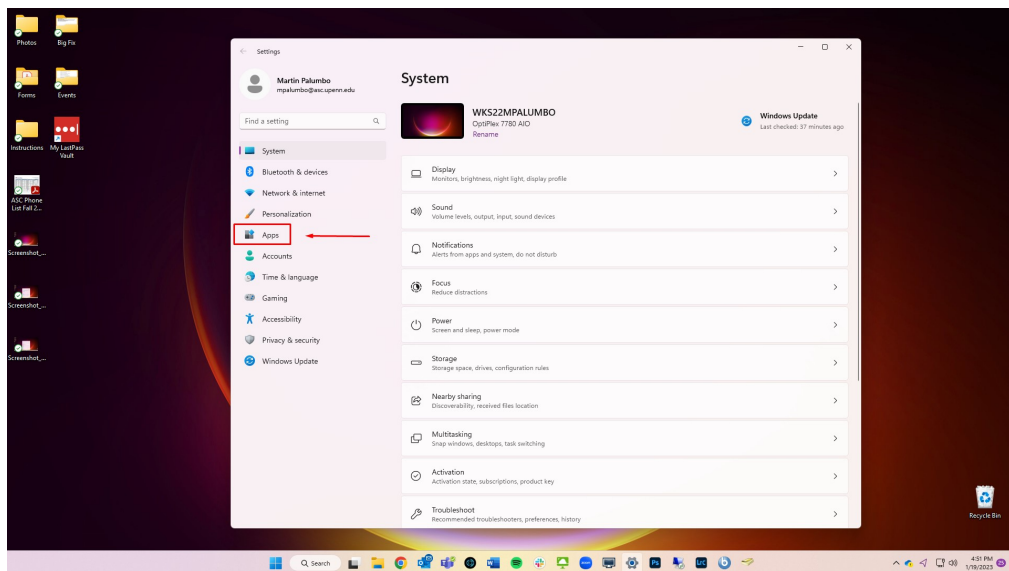 Photos
Big Fix
Forms
Events
Instructions
My LastPass
Vault
ASC Phone
List Fall 2...
Screenshot_...
Screenshot_...
Screenshot_...
Settings
Martin Palumbo
mpalumbo@asc.upenn.edu
Find a setting
System
Bluetooth & devices
Network & internet
Personalization
Apps
Accounts
Time & language
Gaming
Accessibility
Privacy & security
Windows Update
System
WKS22MPALUMBO
OptiPlex 7780 AIO
Rename
Windows Update
Last checked: 37 minutes ago
Display
Monitors, brightness, night light, display profile
Sound
Volume levels, output, input, sound devices
Notifications
Alerts from apps and system, do not disturb
Focus
Reduce distractions
Power
Screen and sleep, power mode
Storage
Storage space, drives, configuration rules
Nearby sharing
Discoverability, received files location
Multitasking
Snap windows, desktops, task switching
Activation
Activation state, subscriptions, product key
Troubleshoot
Recommended troubleshooters, preferences, history
Recycle Bin
Search
Ps
LrC
4:51 PM
1/19/2023